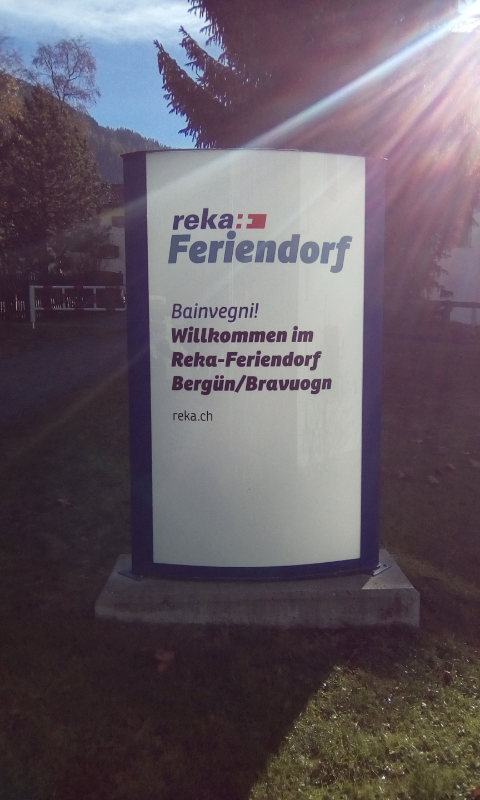 reka
Feriendorf
Bainvegni!
Willkommen im
Reka-Feriendorf
Bergün/Bravuogn
reka.ch